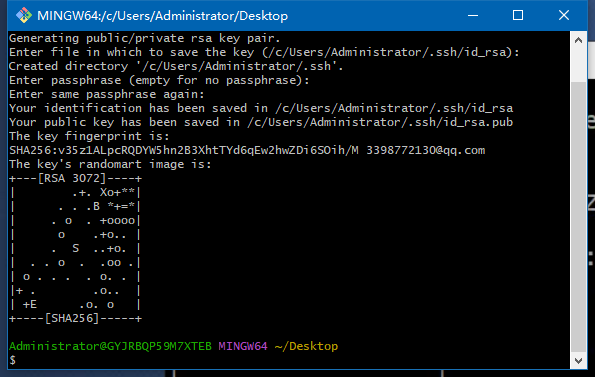 MINGW64:/c/Users/Administrator/Desktop
Generating public/private rsa key pair.
Enter file in which to save the key (/c/Users/Administrator/.ssh/id_rsa):
Created directory '/c/Users/Administrator/.ssh'.
Enter passphrase (empty for no passphrase):
Enter same passphrase again:
Your identification has been saved in /c/Users/Administrator/.ssh/id_rsa
Your public key has been saved in /c/Users/Administrator/.ssh/id_rsa.pub
The key fingerprint is:
SHA256:v35z1ALpcRQDYW5hn2B3XhtTYd6qEw2hwZDi6SOih/M 3398772130@qq.com
The key's randomart image is:
+---[RSA 3072]----+
|        .+. Xo+**|
|       . . .B *+=*|
|      . o  . +oooo|
|       o    .+o.. |
|      .  S  ..+o. |
|   . . o  .  .oo .|
|  o . . .  . o. . |
|+ .        .o..  |
| +E      .o. o   |
+----[SHA256]-----+
Administrator@GYJRBQP59M7XTEB MINGW64 ~/Desktop
$